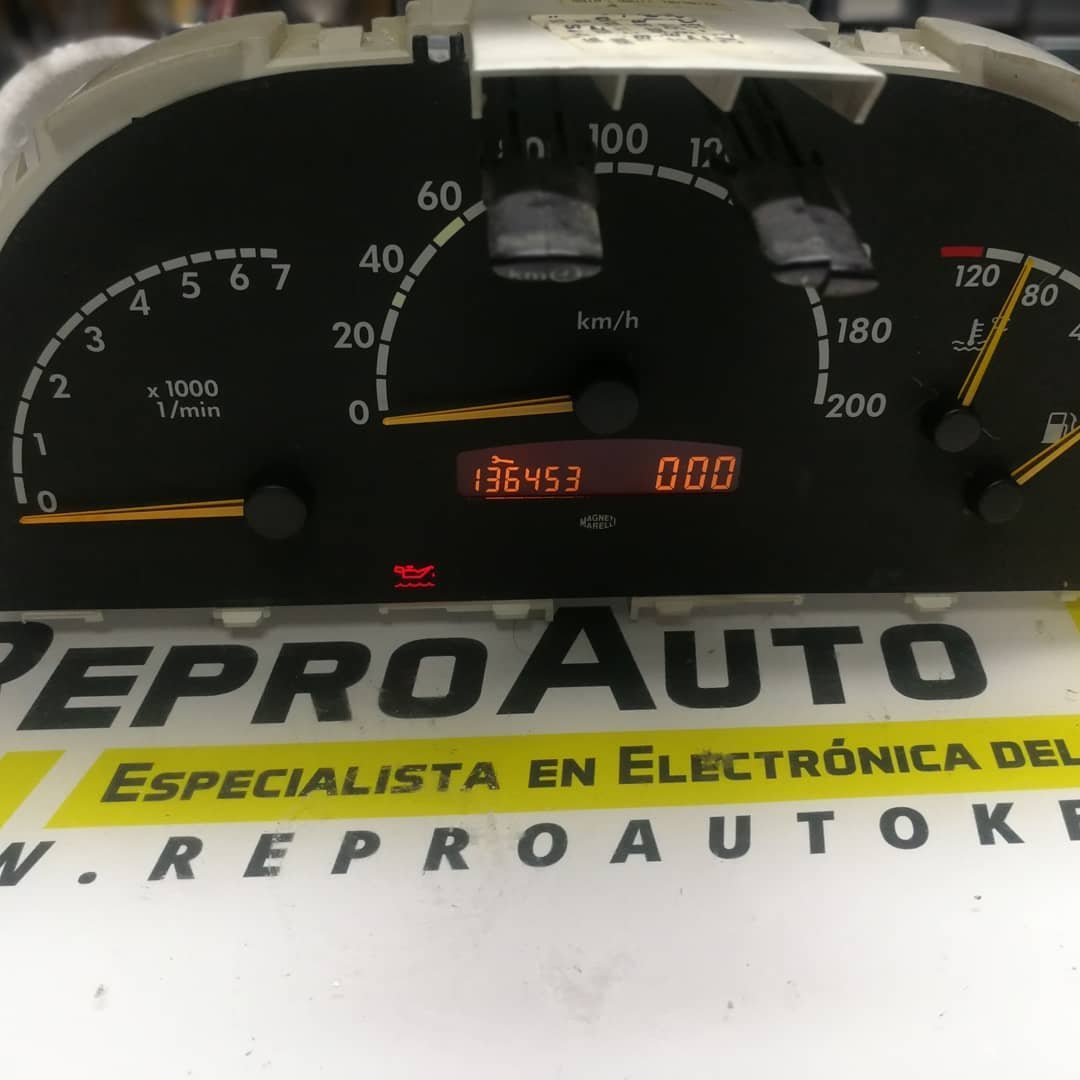 100
60
40
20
0
km/h
180
200
7
6
5
4
3
2
1
0
x 1000
1/min
120
80
136453 000
MAGNETI
MARELLI
REPROAUTO
ESPECIALISTA EN ELECTRÓNICA DEL
W.REPROAUTOKE